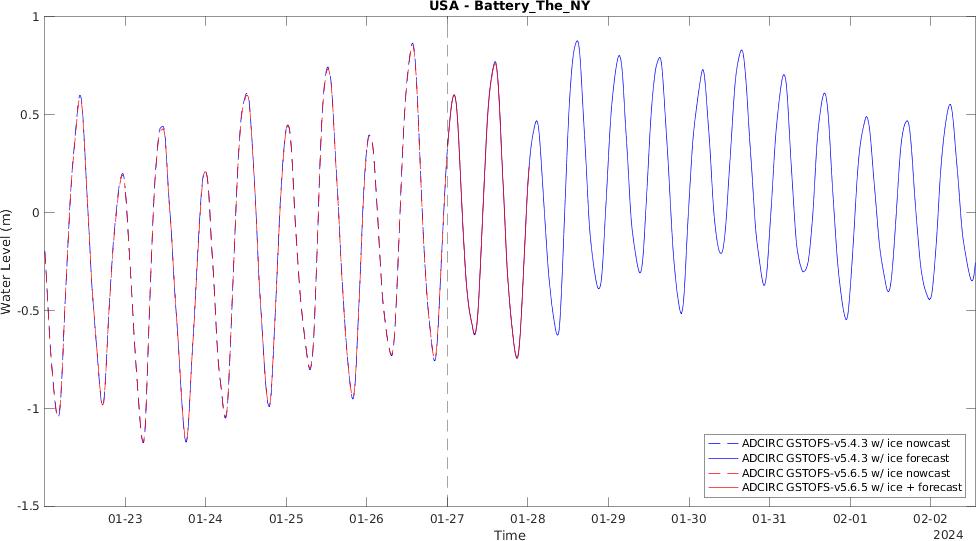 USA - Battery_The_NY
1
0.5
0
-0.5
-1
-1.5
Water Level (m)
ADCIRC GSTOFS-v5.4.3 w/ ice nowcast
ADCIRC GSTOFS-v5.4.3 w/ ice forecast
ADCIRC GSTOFS-v5.6.5 w/ ice nowcast
ADCIRC GSTOFS-v5.6.5 w/ ice + forecast
01-23 01-24 01-25 01-26 01-27 01-28 01-29 01-30 01-31 02-01 02-02
Time
2024